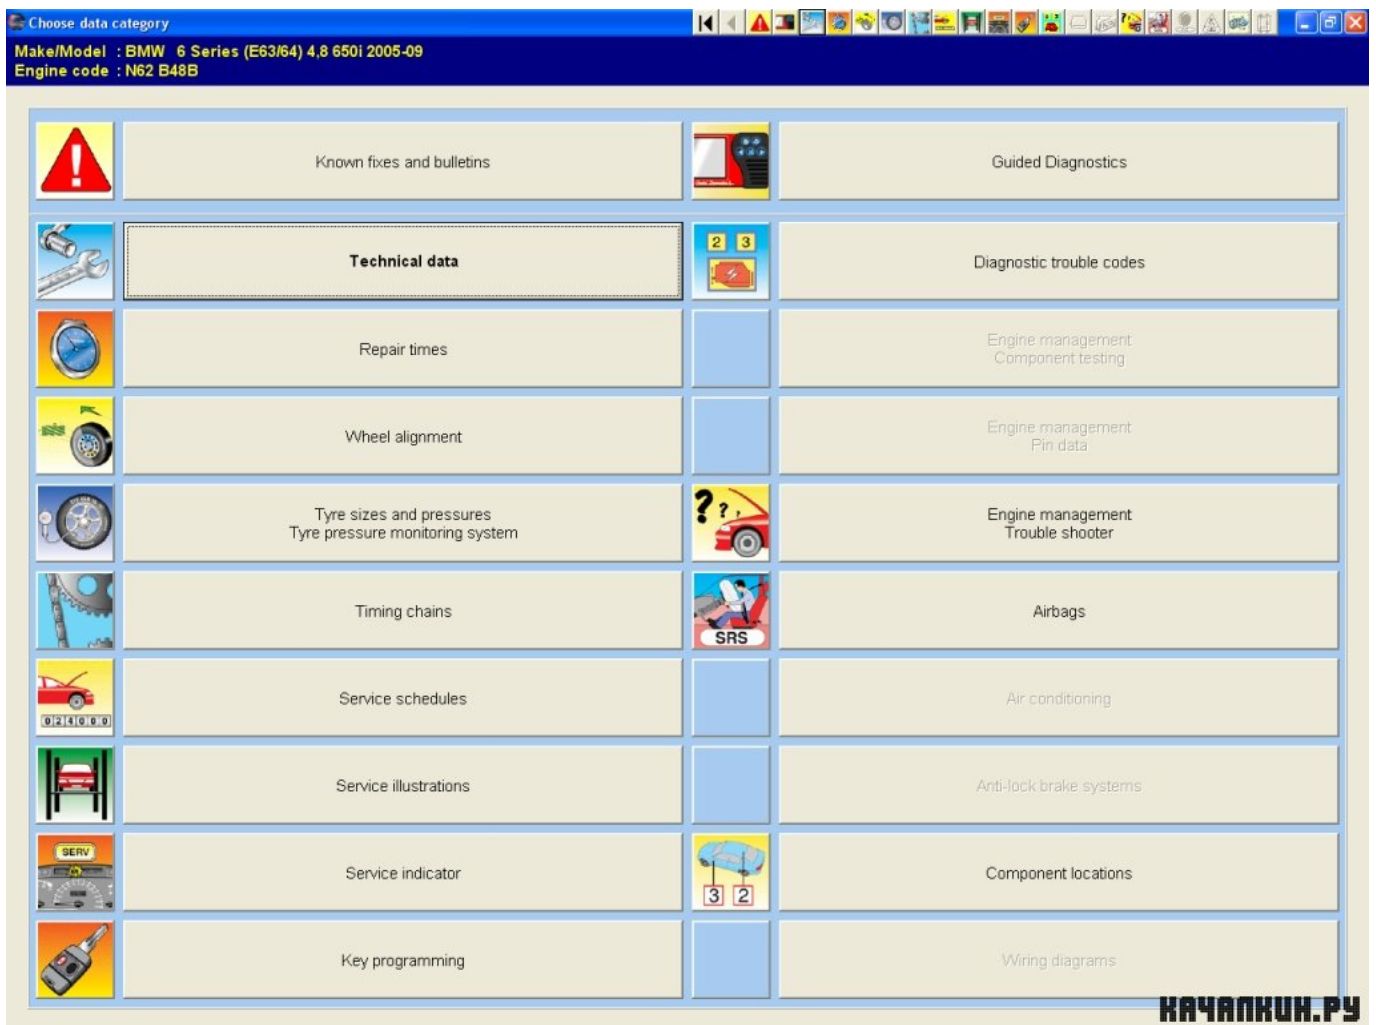 Choose data category
Make/Model : BMW 6 Series (E63/64) 4,8 650i 2005-09
Engine code : N62 B48B
Known fixes and bulletins
Guided Diagnostics
Technical data
2 3
Diagnostic trouble codes
Repair times
Engine management
Component testing
Wheel alignment
Engine management
Pin data
Tyre sizes and pressures
Tyre pressure monitoring system
? ? ?
Engine management
Trouble shooter
Timing chains
SRS
Airbags
024000
Service schedules
Air conditioning
Service illustrations
Anti-lock brake systems
SERV
Service indicator
3 2
Component locations
Key programming
Wiring diagrams
КАЧАПКИН.РУ